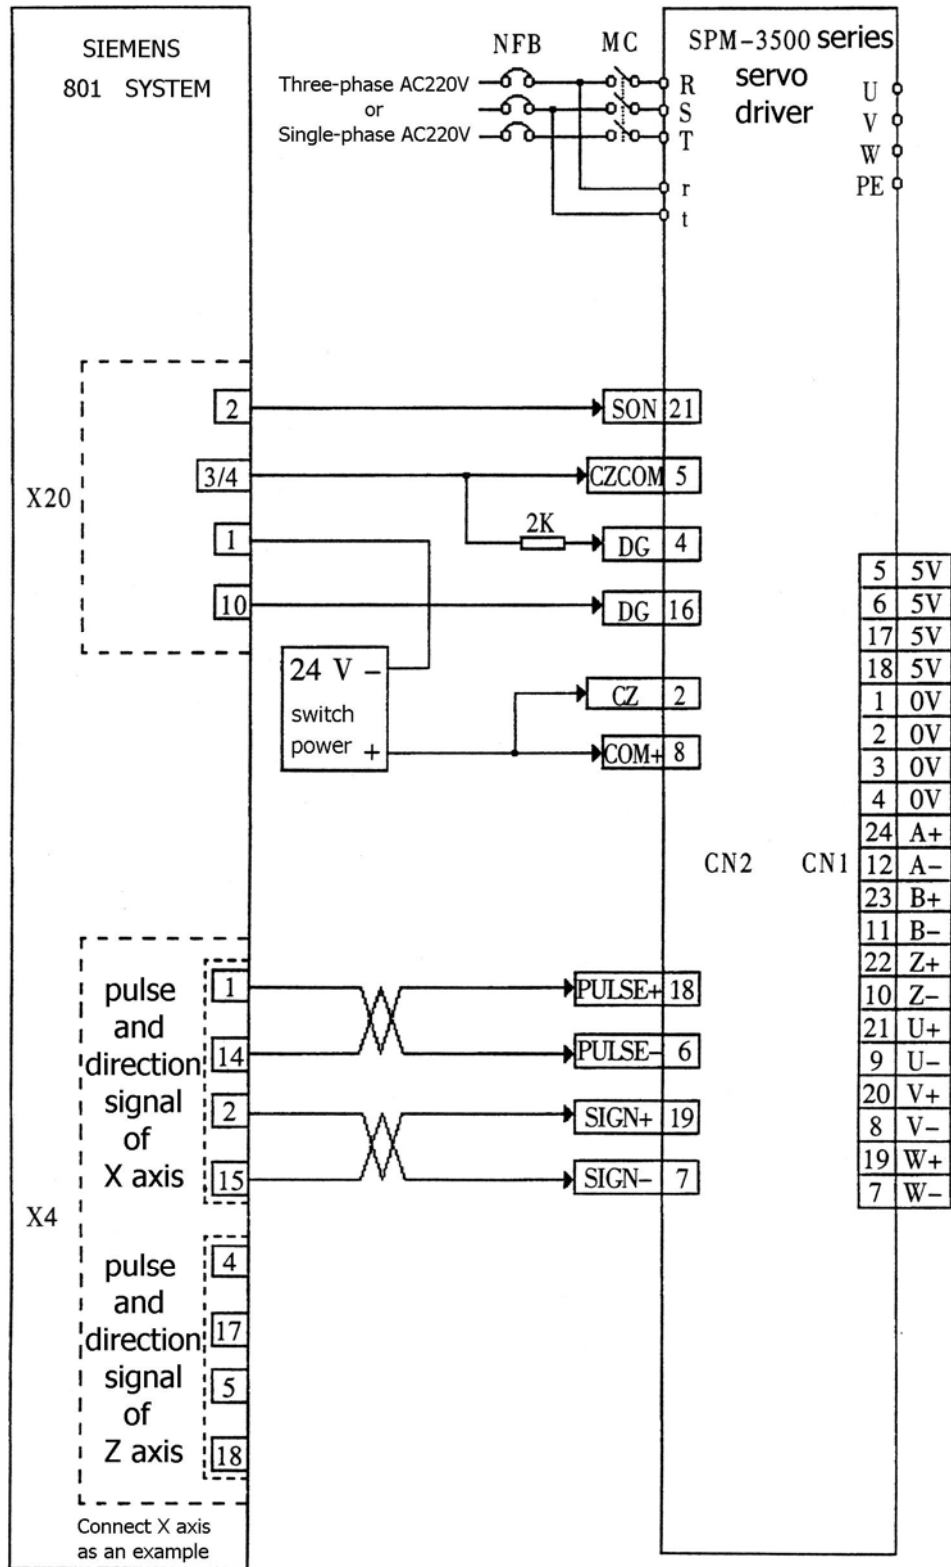 SIEMENS
801 SYSTEM
NFB
MC
SPM-3500 series
servo
driver
Three-phase AC220V
or
Single-phase AC220V
R
S
T
r
t
U
V
W
PE
X20
2
3/4
1
10
SON 21
CZCOM 5
2K
DG 4
DG 16
24 V -
switch
power +
CZ 2
COM+ 8
CN2
CN1
5 5V
6 5V
17 5V
18 5V
1 0V
2 0V
3 0V
4 0V
24 A+
12 A-
23 B+
11 B-
22 Z+
10 Z-
21 U+
9 U-
20 V+
8 V-
19 W+
7 W-
X4
pulse
and
direction
signal
of
X axis
1
14
2
15
PULSE+ 18
PULSE- 6
SIGN+ 19
SIGN- 7
pulse
and
direction
signal
of
Z axis
4
17
5
18
Connect X axis
as an example